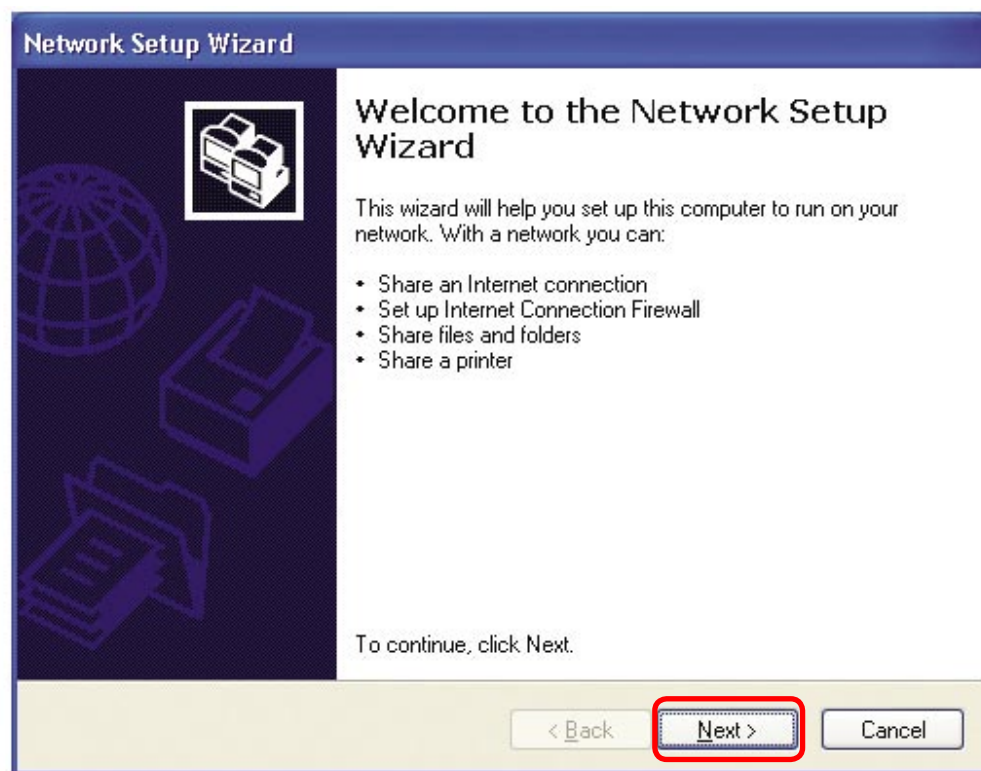 Network Setup Wizard
Welcome to the Network Setup
Wizard
This wizard will help you set up this computer to run on your
network. With a network you can:
• Share an Internet connection
• Set up Internet Connection Firewall
• Share files and folders
• Share a printer
To continue, click Next.
< Back Next > Cancel